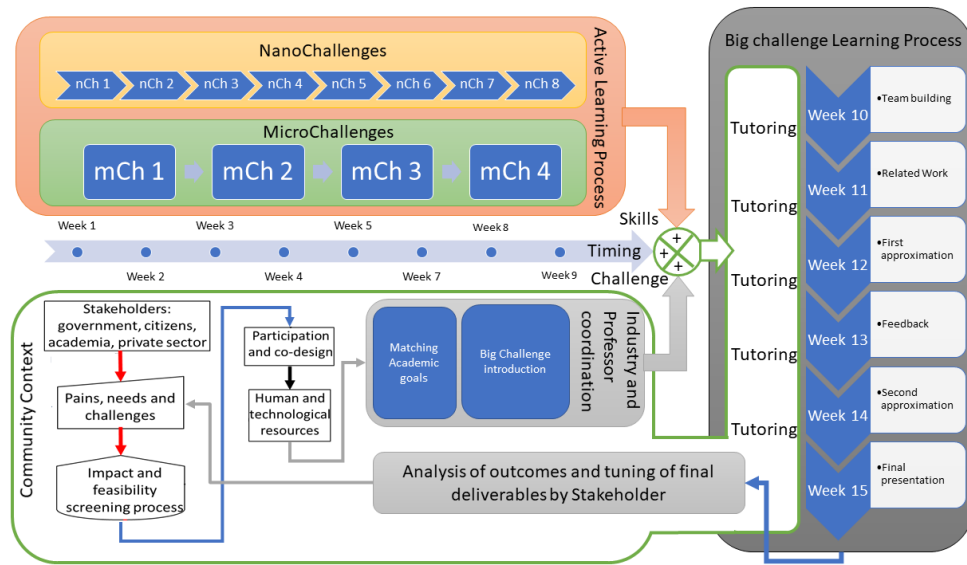 NanoChallenges
nCh 1
nCh 2
nCh 3
nCh 4
nCh 5
nCh 6
nCh 7
nCh 8
MicroChallenges
mCh 1
mCh 2
mCh 3
mCh 4
Active Learning Process
Week 1
Week 3
Week 5
Week8
Week 2
Week 4
Week 7
Week 9
Skills
Timing
Challenge
+
+
+
+
Community Context
Stakeholders:
government, citizens,
academia, private sector
Pains, needs and
challenges
Impact and
feasibility
screening process
Participation
and co-design
Human and
technological
resources
Matching
Academic
goals
Big Challenge
introduction
Industry and
Professor
coordination
Analysis of outcomes and tuning of final
deliverables by Stakeholder
Big challenge Learning Process
Tutoring
Tutoring
Tutoring
Tutoring
Tutoring
Week 10
•Team building
Week 11
•Related Work
Week 12
•First
approximation
Week 13
•Feedback
Week 14
•Second
approximation
Week 15
•Final
presentation